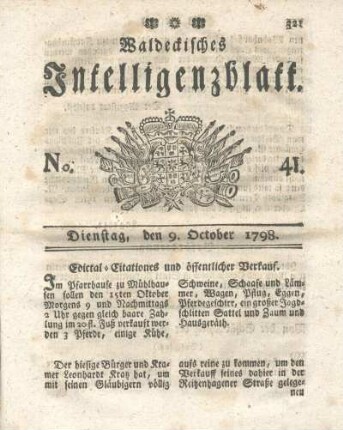 321
Waldeckisches
Intelligenzblatt.
No. 41.
Dienstag, den 9. October 1798.
Edictal-Citationes und öffentlicher Verkauf.
Im Pfarrhause zu Mühlhau-
sen sollen den 15ten Oktober
Morgens 9 und Nachmittags
2 Uhr gegen gleich baare Zah-
lung im 20 fl. Fuß verkauft wer-
den 3 Pferde, einige Kühe,
Schweine, Schaafe und Läm-
mer, Wagen, Pflug, Eggen,
Pferdegeschirr, ein großer Jagd-
schlitten Sattel und Zaum und
Hausgeräth.
Der hiesige Bürger und Kra-
mer Leonhardt Kratz hat, um
mit seinen Gläubigern völlig
aufs reine zu kommen, um den
Verkauff seines dahier in der
Reitzenhagener Straße gelege-
nen